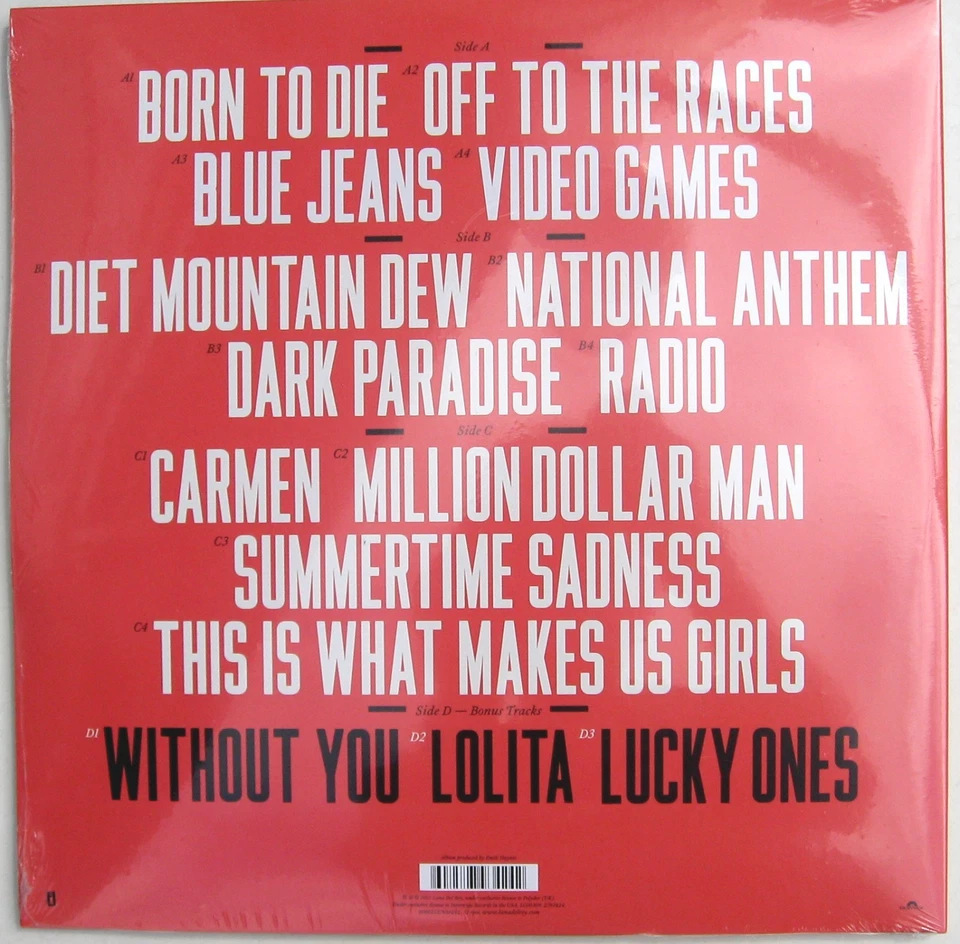 Side A
A1 BORN TO DIE A2 OFF TO THE RACES
A3 BLUE JEANS A4 VIDEO GAMES
Side B
B1 DIET MOUNTAIN DEW B2 NATIONAL ANTHEM
B3 DARK PARADISE B4 RADIO
Side C
C1 CARMEN C2 MILLION DOLLAR MAN
C3 SUMMERTIME SADNESS
C4 THIS IS WHAT MAKES US GIRLS
Side D — Bonus Tracks
D1 WITHOUT YOU D2 LOLITA D3 LUCKY ONES